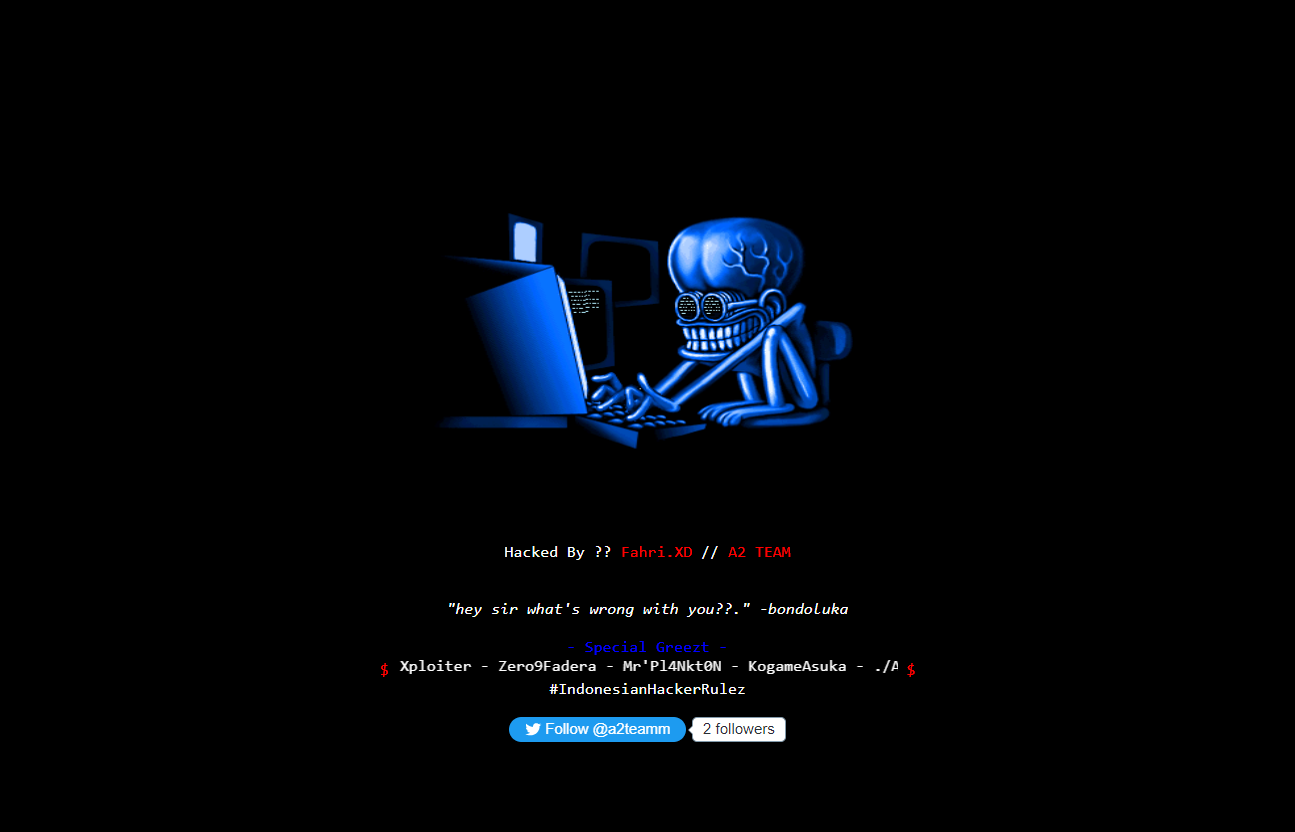 Hacked By ?? Fahri.XD // A2 TEAM
"hey sir what's wrong with you??." -bondoluka
- Special Greezt -
$ Xploiter - Zero9Fadera - Mr'Pl4Nkt0N - KogameAsuka - ./A $
#IndonesianHackerRulez
Follow @a2teamm 2 followers